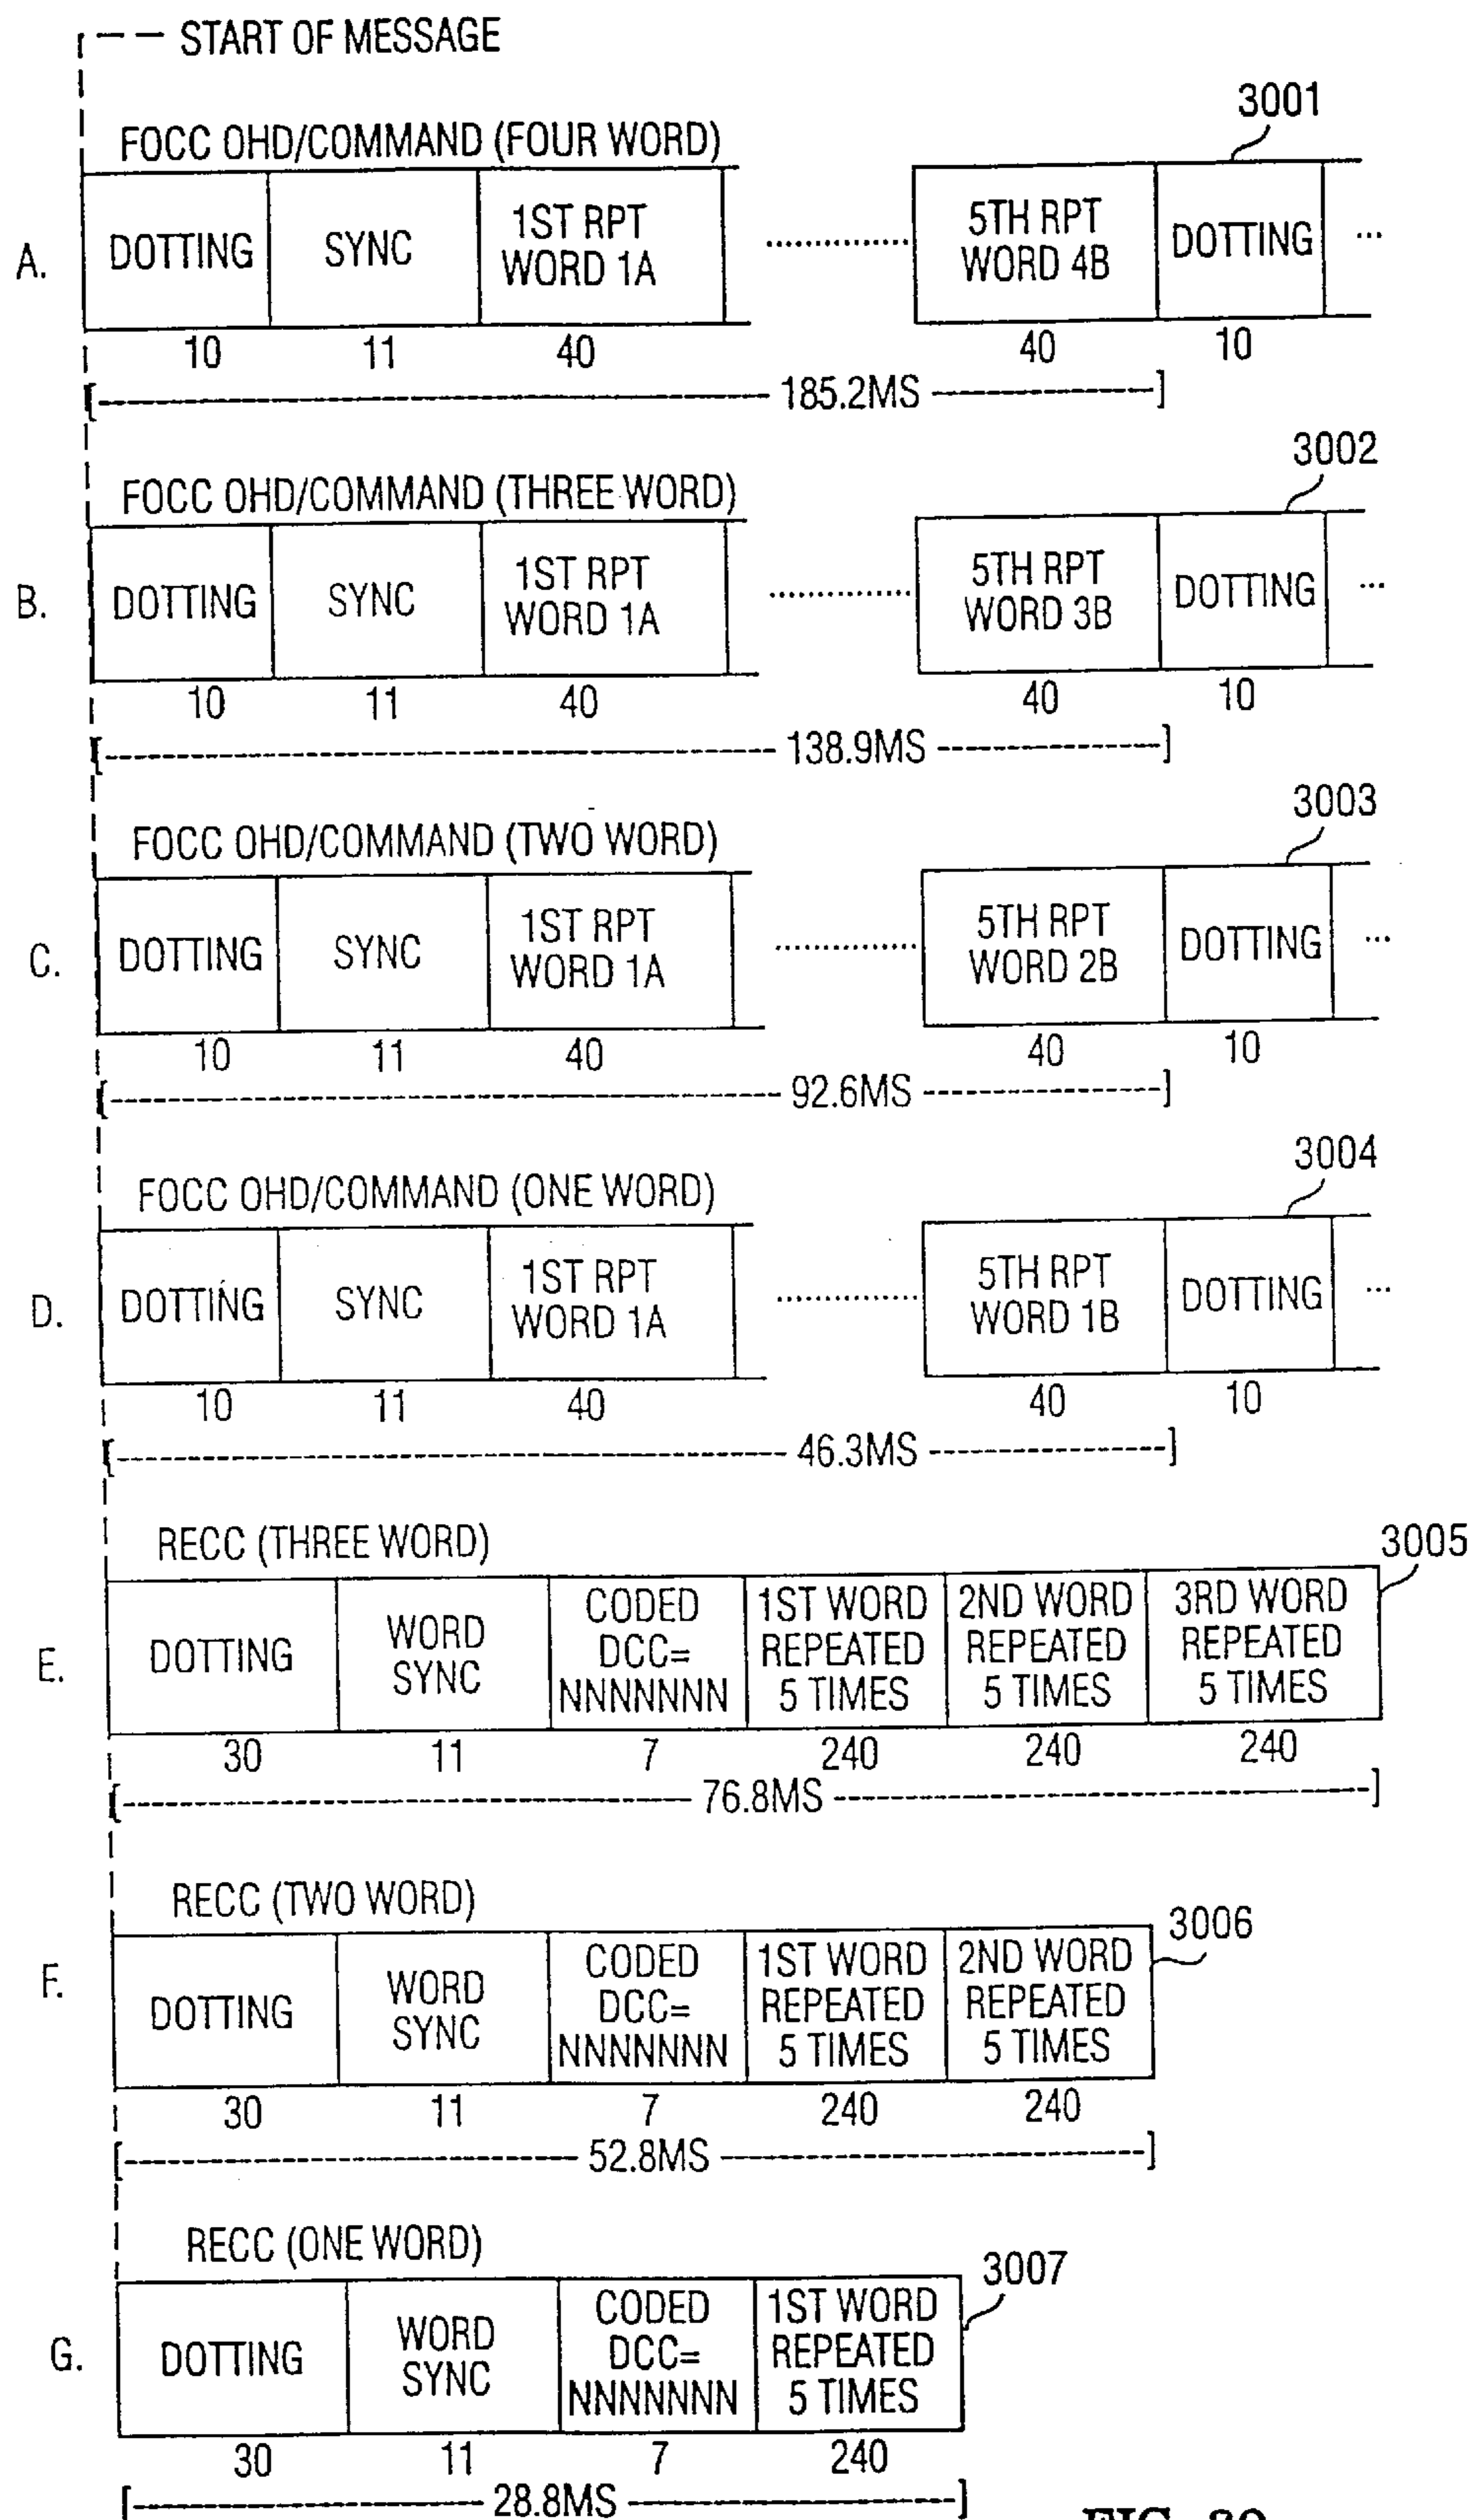 START OF MESSAGE
3001
FOCC OHD/COMMAND (FOUR WORD)
A.
DOTTING
SYNC
1ST RPT
WORD 1A
5TH RPT
WORD 4B
DOTTING
...
10
11
40
40
10
185.2MS
3002
FOCC OHD/COMMAND (THREE WORD)
B.
DOTTING
SYNC
1ST RPT
WORD 1A
5TH RPT
WORD 3B
DOTTING
...
10
11
40
40
10
138.9MS
3003
FOCC OHD/COMMAND (TWO WORD)
C.
DOTTING
SYNC
1ST RPT
WORD 1A
5TH RPT
WORD 2B
DOTTING
...
10
11
40
40
10
92.6MS
3004
FOCC OHD/COMMAND (ONE WORD)
D.
DOTTING
SYNC
1ST RPT
WORD 1A
5TH RPT
WORD 1B
DOTTING
...
10
11
40
40
10
46.3MS
RECC (THREE WORD)
3005
E.
DOTTING
WORD
SYNC
CODED
DCC=
NNNNNNN
1ST WORD
REPEATED
5 TIMES
2ND WORD
REPEATED
5 TIMES
3RD WORD
REPEATED
5 TIMES
30
11
7
240
240
240
76.8MS
RECC (TWO WORD)
3006
F.
DOTTING
WORD
SYNC
CODED
DCC=
NNNNNNN
1ST WORD
REPEATED
5 TIMES
2ND WORD
REPEATED
5 TIMES
30
11
7
240
240
52.8MS
RECC (ONE WORD)
3007
G.
DOTTING
WORD
SYNC
CODED
DCC=
NNNNNNN
1ST WORD
REPEATED
5 TIMES
30
11
7
240
28.8MS